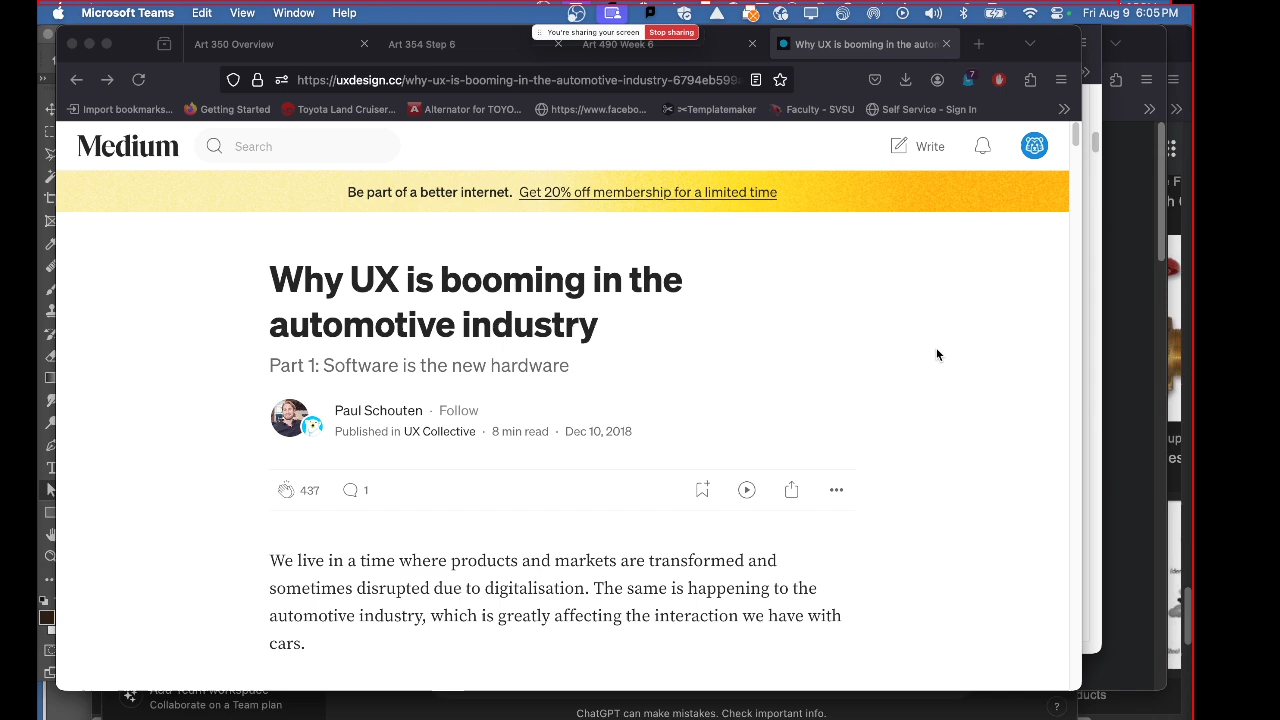 Microsoft Teams Edit View Window Help Fri Aug 9 6:05 PM
You're sharing your screen Stop sharing
Art 350 Overview Art 354 Step 6 Art 490 Week 6 Why UX is booming in the auton
https://uxdesign.cc/why-ux-is-booming-in-the-automotive-industry-6794eb599
7
Import bookmarks... Getting Started Toyota Land Cruiser... Alternator for TOYO... https://www.facebo... Templatemaker Faculty - SVSU Self Service - Sign In
Medium Search Write
Be part of a better internet. Get 20% off membership for a limited time
Why UX is booming in the
automotive industry
Part 1: Software is the new hardware
Paul Schouten · Follow
Published in UX Collective · 8 min read · Dec 10, 2018
437 1
We live in a time where products and markets are transformed and
sometimes disrupted due to digitalisation. The same is happening to the
automotive industry, which is greatly affecting the interaction we have with
cars.
Add Team workspace
Collaborate on a Team plan
ChatGPT can make mistakes. Check important info.
?